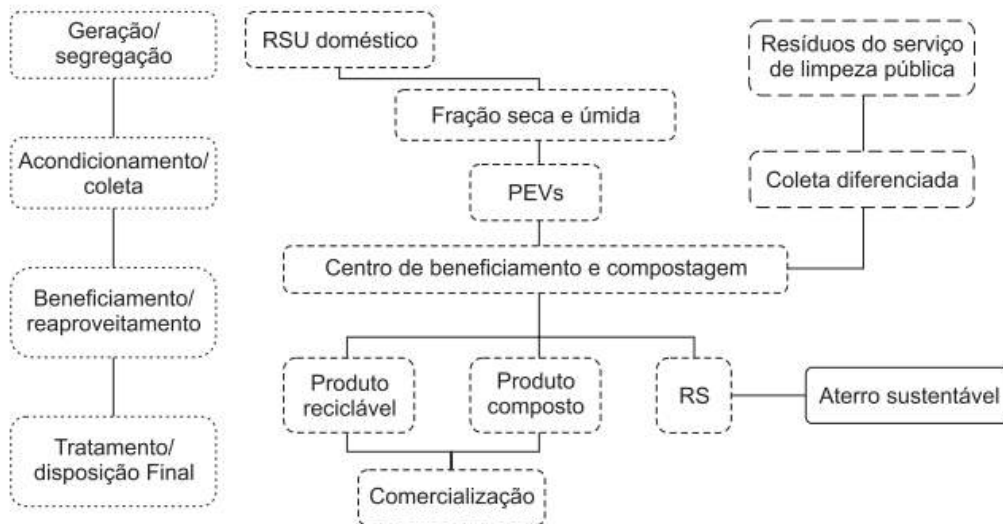 Geração/
segregação
Acondicionamento/
coleta
Beneficiamento/
reaproveitamento
Tratamento/
disposição Final
RSU doméstico
Fração seca e úmida
PEVs
Resíduos do serviço
de limpeza pública
Coleta diferenciada
Centro de beneficiamento e compostagem
Produto
reciclável
Produto
composto
RS
Aterro sustentável
Comercialização